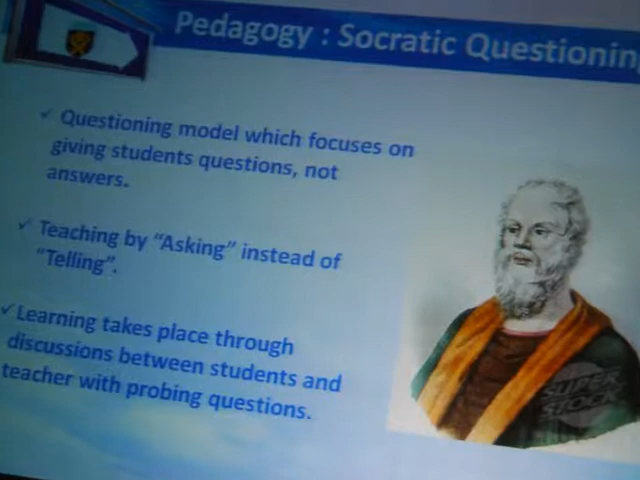 Pedagogy : Socratic Questioning
✓ Questioning model which focuses on
giving students questions, not
answers.
✓ Teaching by “Asking” instead of
“Telling”.
✓ Learning takes place through
discussions between students and
teacher with probing questions.
SUPER
STOCK